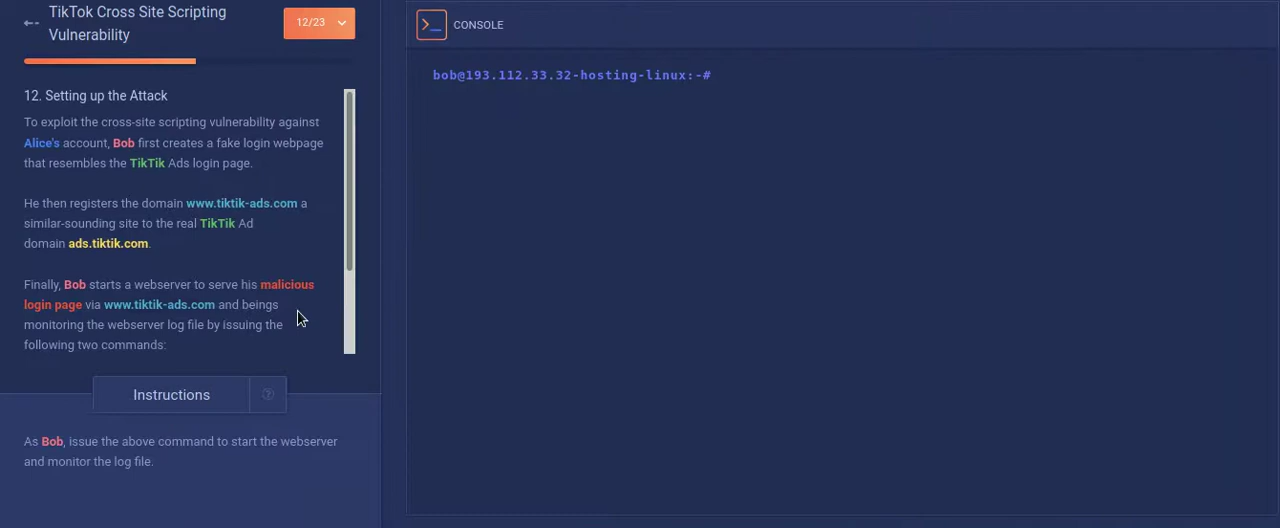 TikTok Cross Site Scripting
Vulnerability
12/23
12. Setting up the Attack
To exploit the cross-site scripting vulnerability against
Alice's account, Bob first creates a fake login webpage
that resembles the TikTik Ads login page.
He then registers the domain www.tiktik-ads.com a
similar-sounding site to the real TikTik Ad
domain ads.tiktik.com.
Finally, Bob starts a webserver to serve his malicious
login page via www.tiktik-ads.com and beings
monitoring the webserver log file by issuing the
following two commands:
Instructions
?
As Bob, issue the above command to start the webserver
and monitor the log file.
>_ CONSOLE
bob@193.112.33.32-hosting-linux:-#